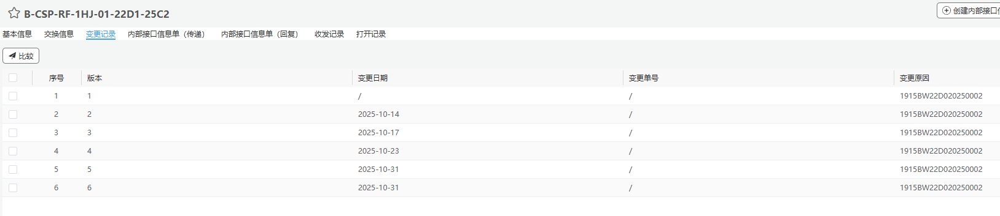 B-CSP-RF-1HJ-01-22D1-25C2
创建内部接口
基本信息 交换信息 变更记录 内部接口信息单（传递） 内部接口信息单（回复） 收发记录 打开记录
比较
序号 版本 变更日期 变更单号 变更原因
1 1 / / 1915BW22D020250002
2 2 2025-10-14 / 1915BW22D020250002
3 3 2025-10-17 / 1915BW22D020250002
4 4 2025-10-23 / 1915BW22D020250002
5 5 2025-10-31 / 1915BW22D020250002
6 6 2025-10-31 / 1915BW22D020250002